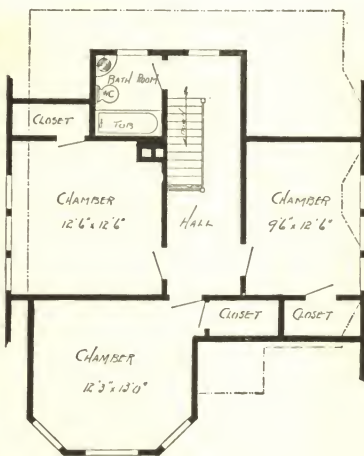 BATH ROOM
WC
CLOSET
TUB
CHAMBER
12'6" x 12'6"
HALL
CHAMBER
9'6" x 12'6"
CLOSET
CLOSET
CHAMBER
12'3" x 13'0"